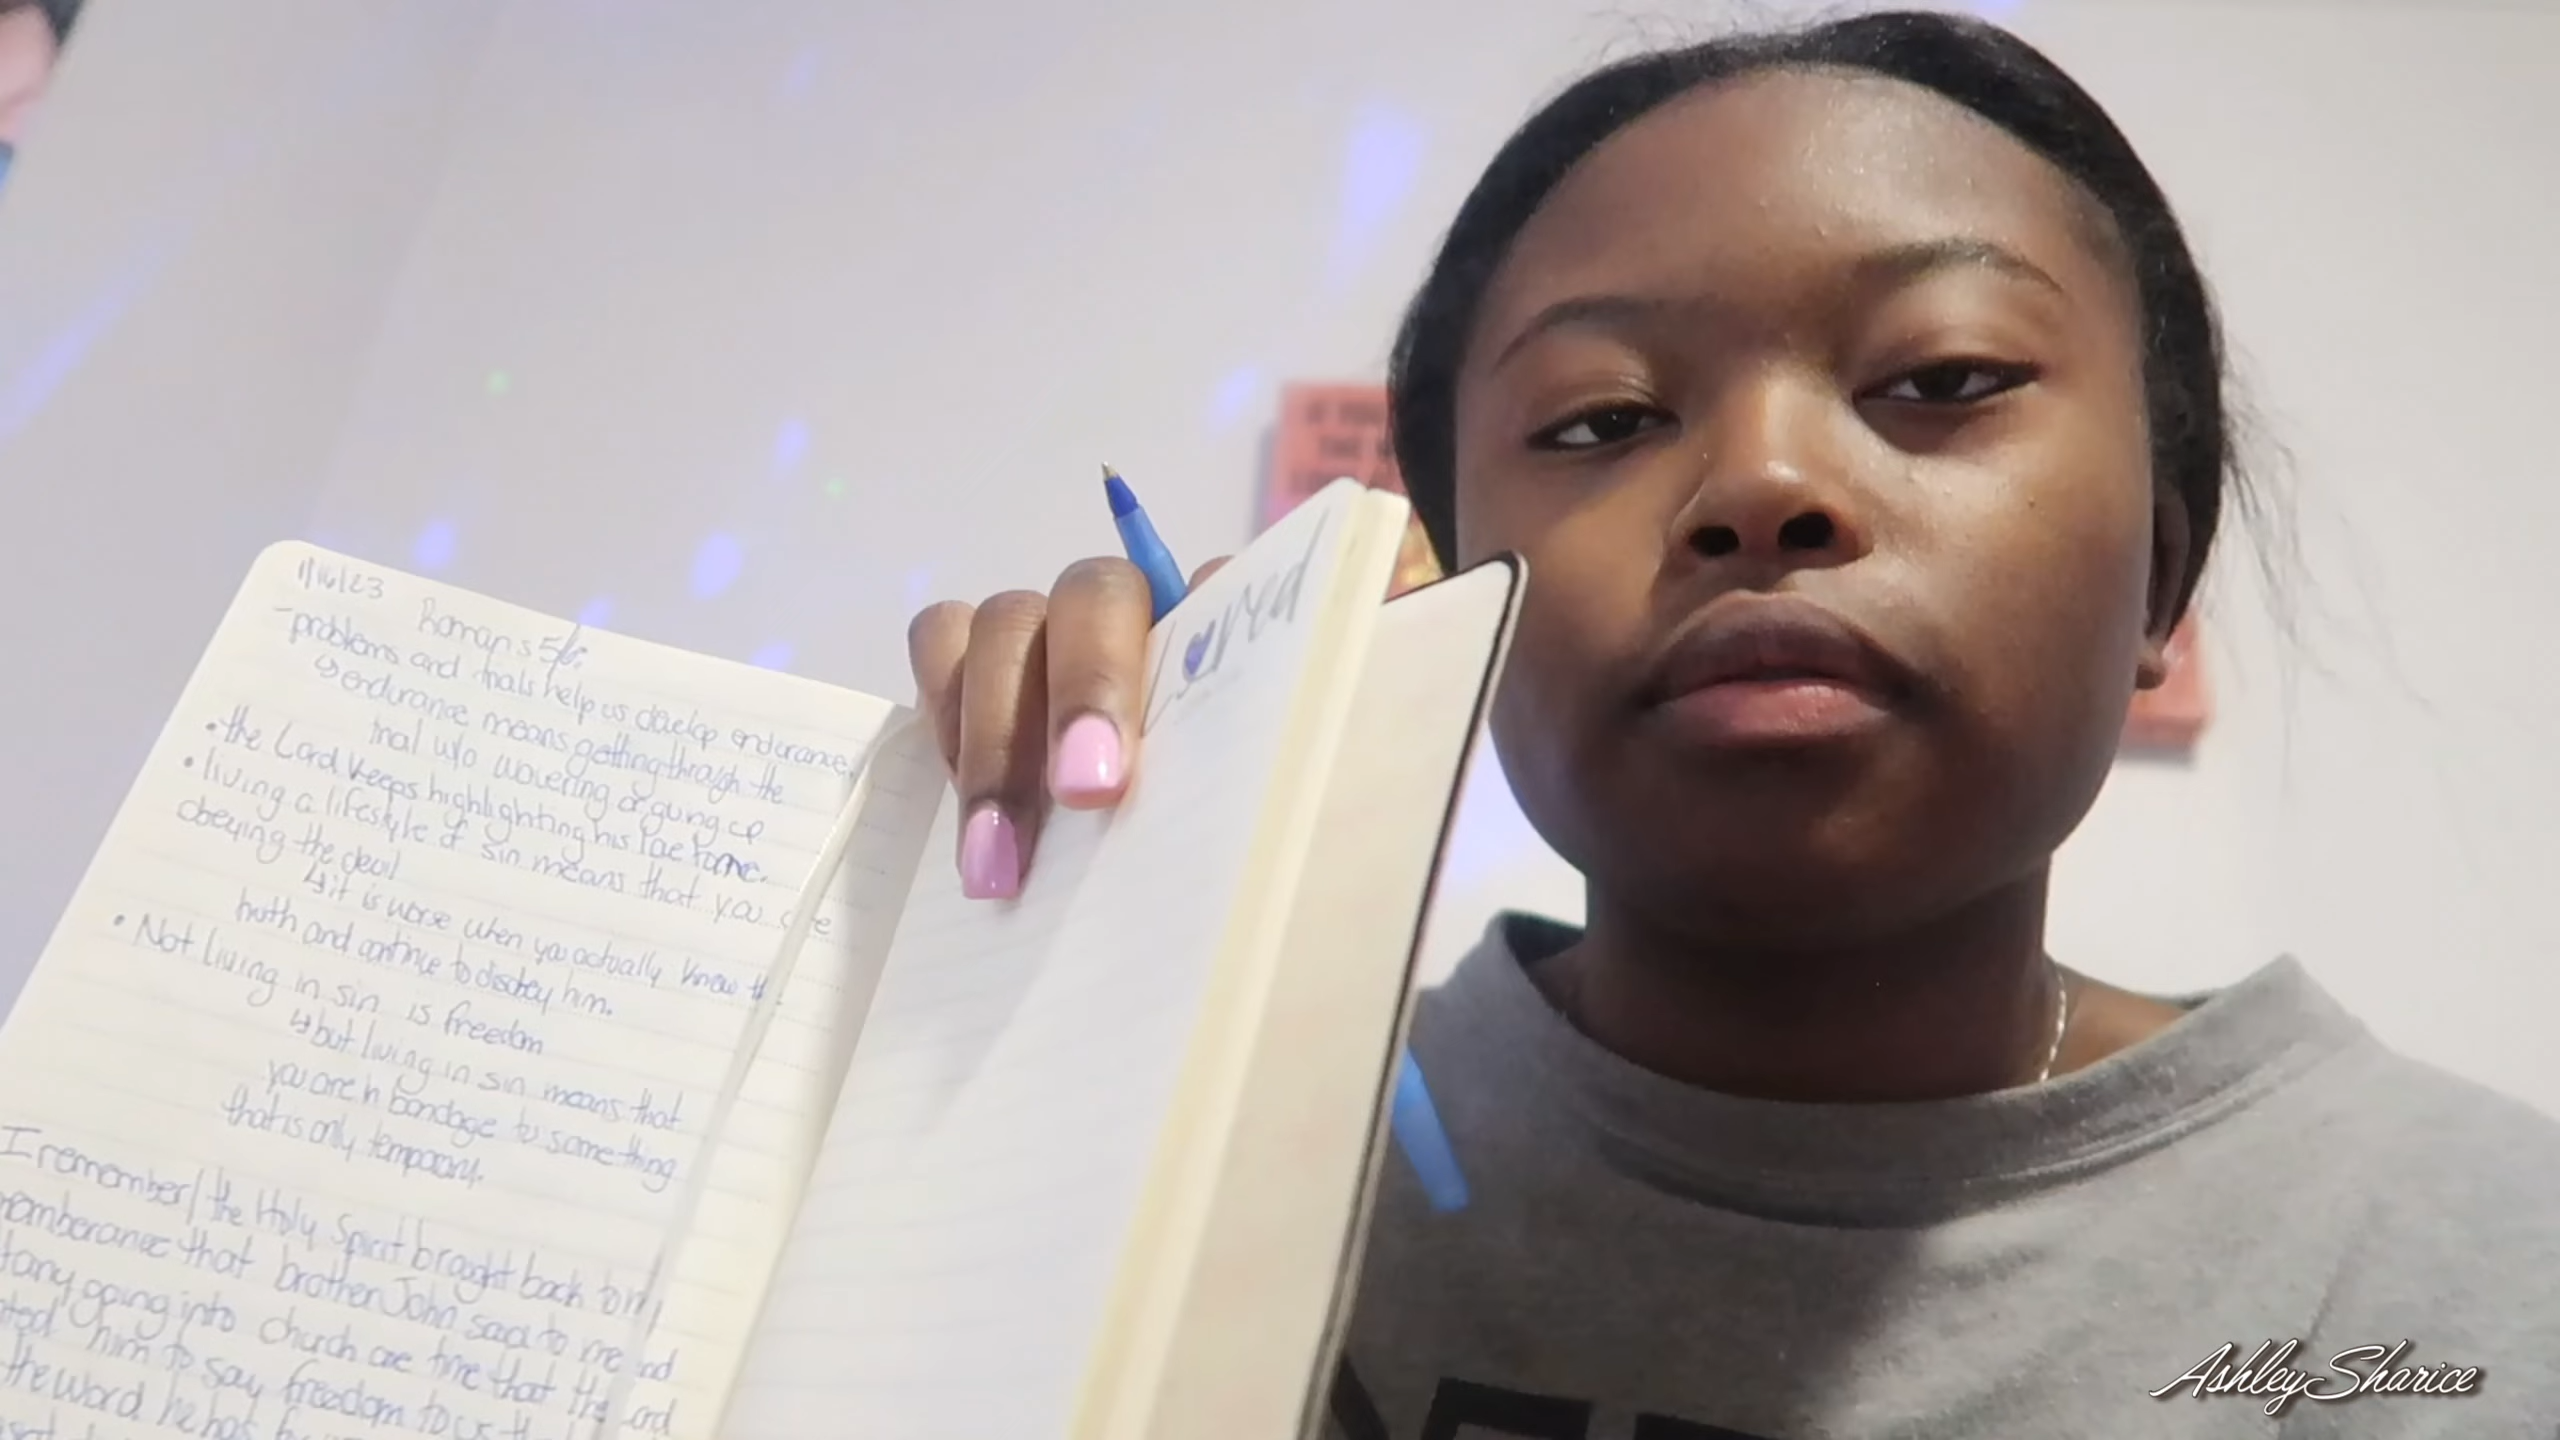 1/16/23
Romans 5/6:
-problems and trials help us develop endurance.
↳endurance means getting through the
trial w/o wavering or giving up
•the Lord keeps highlighting his love to me.
•living a lifestyle of sin means that you are
obeying the devil
↳it is worse when you actually know the
truth and continue to disobey him.
•Not living in sin is freedom
↳but living in sin means that
you are in bondage to something
that is only temporary.
I remember/the Holy Spirit brought back to my
that brother John said to me and
going into church one time that the Lord
him to say freedom to us
the word he has
Loved
AshleySharice